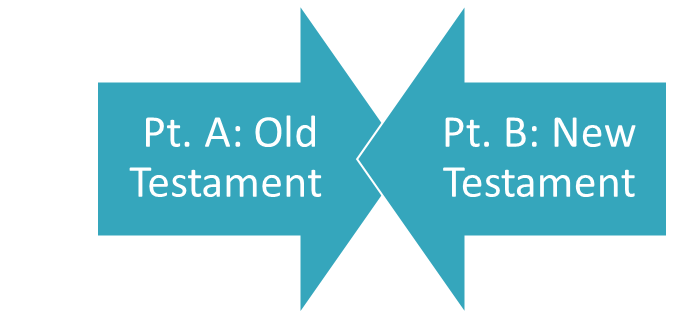 Pt. A: Old
Testament
Pt. B: New
Testament